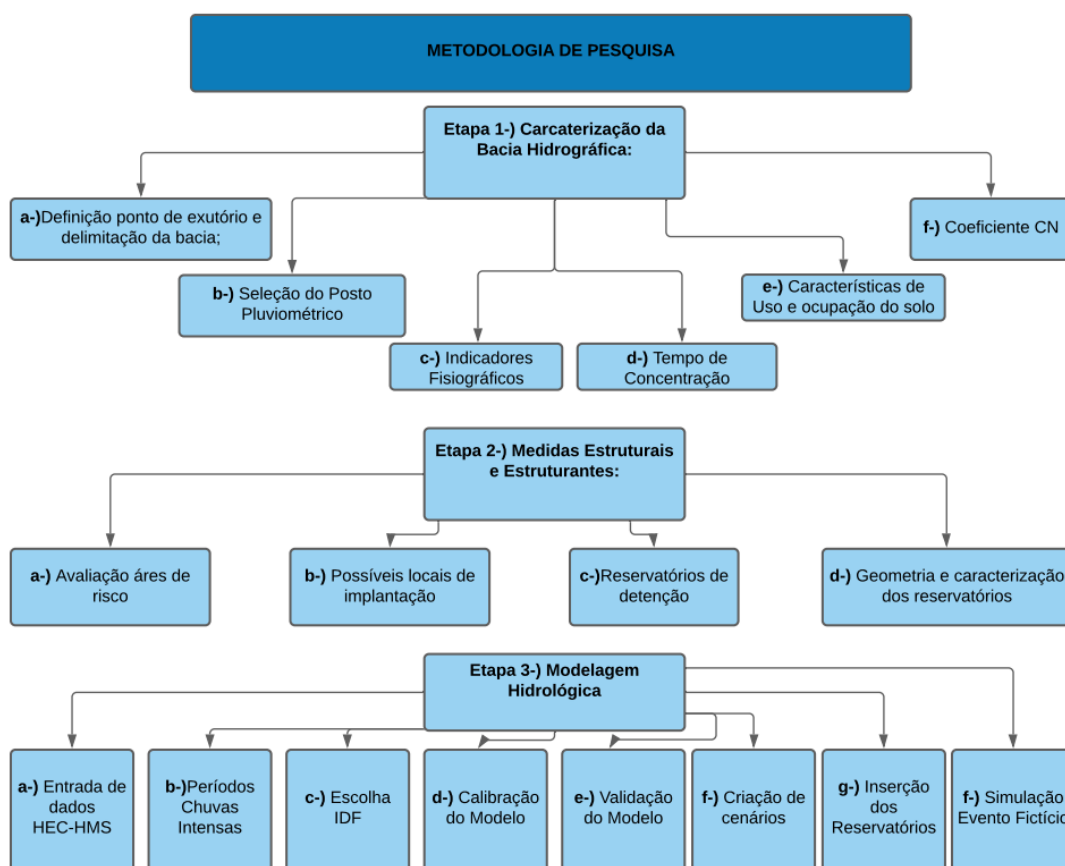 METODOLOGIA DE PESQUISA
Etapa 1-) Carcaterização da
Bacia Hidrográfica:
a-)Definição ponto de exutório e
delimitação da bacia;
b-) Seleção do Posto
Pluviométrico
c-) Indicadores
Fisiográficos
d-) Tempo de
Concentração
e-) Características de
Uso e ocupação do solo
f-) Coeficiente CN
Etapa 2-) Medidas Estruturais
e Estruturantes:
a-) Avaliação áres de
risco
b-) Possíveis locais de
implantação
c-)Reservatórios de
detenção
d-) Geometria e caracterização
dos reservatórios
Etapa 3-) Modelagem
Hidrológica
a-) Entrada de
dados
HEC-HMS
b-)Períodos
Chuvas
Intensas
c-) Escolha
IDF
d-) Calibração
do Modelo
e-) Validação
do Modelo
f-) Criação de
cenários
g-) Inserção
dos
Reservatórios
f-) Simulação
Evento Fictício